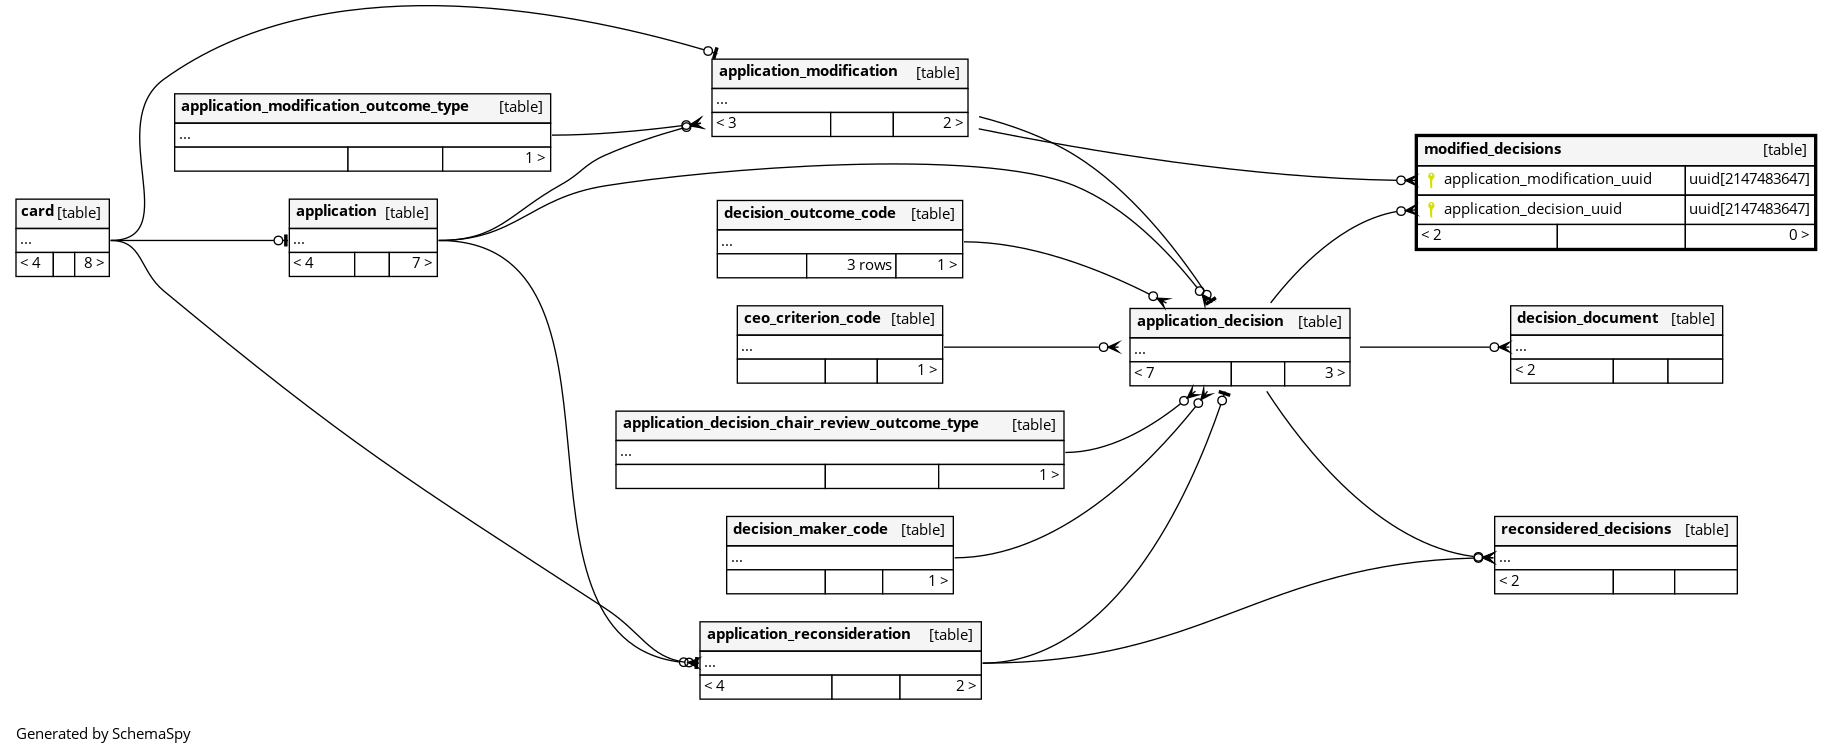 application_modification [table]
...
< 3 2 >
application_modification_outcome_type [table]
...
1 >
modified_decisions [table]
application_modification_uuid uuid[2147483647]
application_decision_uuid uuid[2147483647]
< 2 0 >
card [table]
...
< 4 8 >
application [table]
...
< 4 7 >
decision_outcome_code [table]
...
3 rows 1 >
ceo_criterion_code [table]
...
1 >
application_decision [table]
...
< 7 3 >
decision_document [table]
...
< 2
application_decision_chair_review_outcome_type [table]
...
1 >
decision_maker_code [table]
...
1 >
reconsidered_decisions [table]
...
< 2
application_reconsideration [table]
...
< 4 2 >
Generated by SchemaSpy